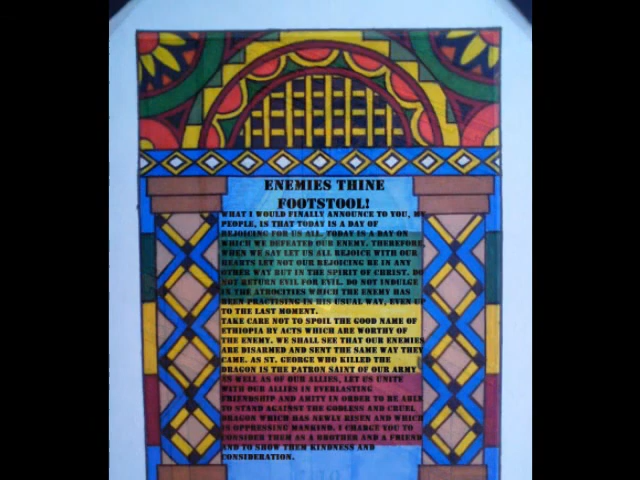 ENEMIES THINE
FOOTSTOOL!
WHAT I WOULD FINALLY ANNOUNCE TO YOU, MY
PEOPLE, IS THAT TODAY IS A DAY OF
REJOICING FOR US ALL. TODAY IS A DAY ON
WHICH WE DEFEATED OUR ENEMY. THEREFORE,
WHEN WE SAY LET US ALL REJOICE WITH OUR
HEARTS LET NOT OUR REJOICING BE IN ANY
OTHER WAY BUT IN THE SPIRIT OF CHRIST. DO
NOT RETURN EVIL FOR EVIL. DO NOT INDULGE
IN THE ATROCITIES WHICH THE ENEMY HAS
BEEN PRACTISING IN HIS USUAL WAY, EVEN UP
TO THE LAST MOMENT.
TAKE CARE NOT TO SPOIL THE GOOD NAME OF
ETHIOPIA BY ACTS WHICH ARE WORTHY OF
THE ENEMY. WE SHALL SEE THAT OUR ENEMIES
ARE DISARMED AND SENT THE SAME WAY THEY
CAME. AS ST. GEORGE WHO KILLED THE
DRAGON IS THE PATRON SAINT OF OUR ARMY
AS WELL AS OF OUR ALLIES, LET US UNITE
WITH OUR ALLIES IN EVERLASTING
FRIENDSHIP AND AMITY IN ORDER TO BE ABLE
TO STAND AGAINST THE GODLESS AND CRUEL
DRAGON WHICH HAS NEWLY RISEN AND WHICH
IS OPPRESSING MANKIND. I CHARGE YOU TO
CONSIDER THEM AS A BROTHER AND A FRIEND
AND TO SHOW THEM KINDNESS AND
CONSIDERATION.